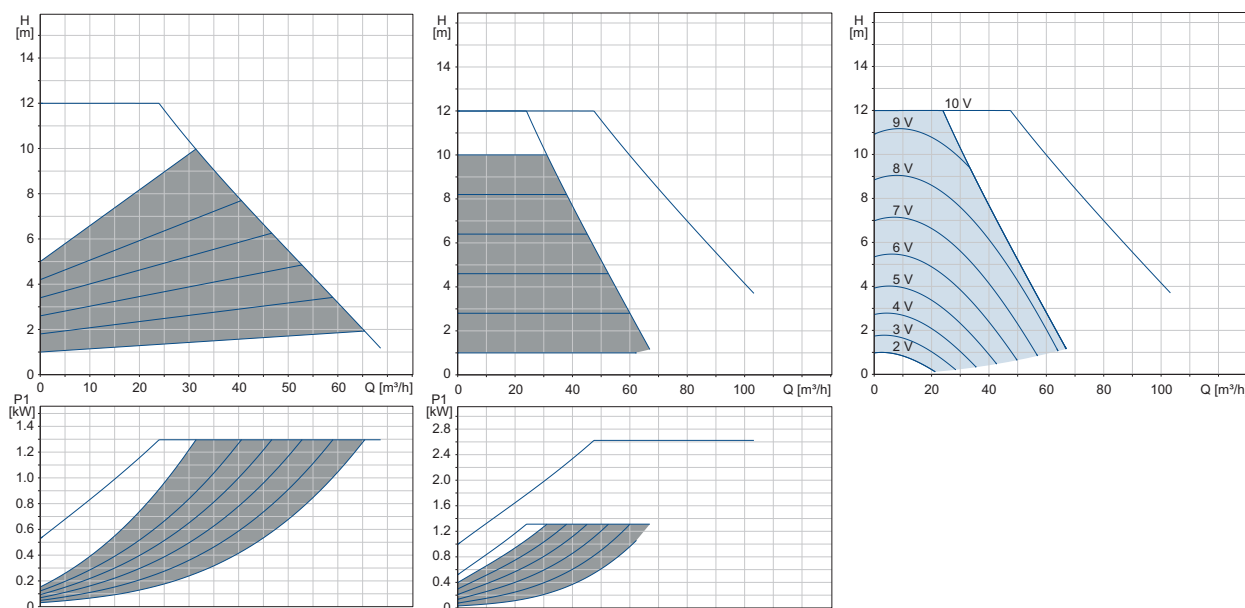 H
[m]
14
12
10
8
6
4
2
0
0 10 20 30 40 50 60 Q [m³/h]
P1
[kW]
1.4
1.2
1.0
0.8
0.6
0.4
0.2
0
H
[m]
14
12
10
8
6
4
2
0
0 20 40 60 80 100 Q [m³/h]
P1
[kW]
2.8
2.4
2.0
1.6
1.2
0.8
0.4
0
H
[m]
14
12
10
8
6
4
2
0
10 V
9 V
8 V
7 V
6 V
5 V
4 V
3 V
2 V
0 20 40 60 80 100 Q [m³/h]